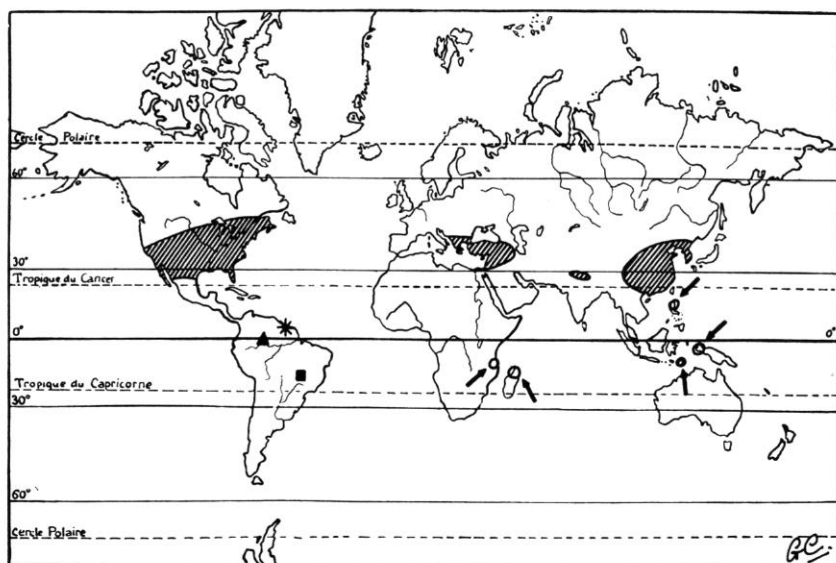 Cercle Polaire
60°
30°
Tropique du Cancer
0°
0°
Tropique du Capricorne
30°
60°
Cercle Polaire
GC